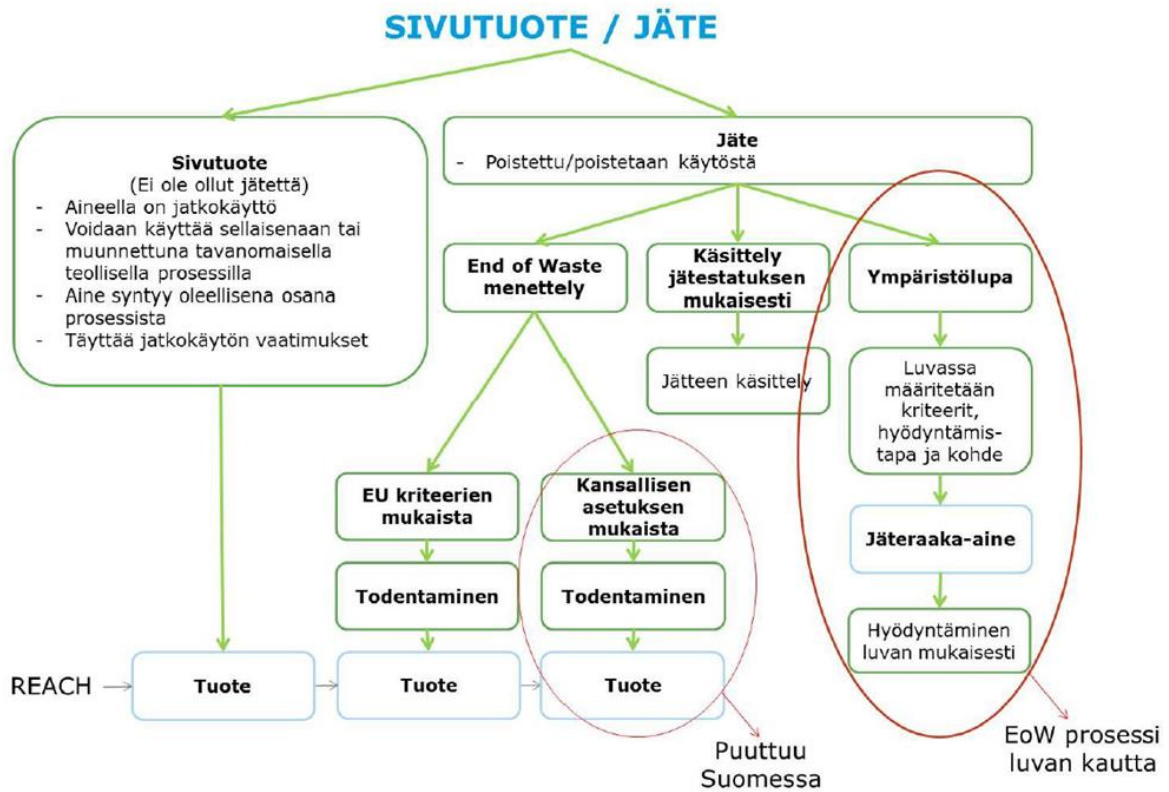 SIVUTUOTE / JÄTE
Sivutuote
(Ei ole ollut jätettä)
- Aineella on jatkokäyttö
- Voidaan käyttää sellaisenaan tai
muunnettuna tavanomaisella
teollisella prosessilla
- Aine syntyy oleellisena osana
prosessista
- Täyttää jatkokäytön vaatimukset
Jäte
- Poistettu/poistetaan käytöstä
End of Waste
menettely
Käsittely
jätestatuksen
mukaisesti
Ympäristölupa
Jätteen käsittely
Luvassa
määritetään
kriteerit,
hyödyntämis-
tapa ja kohde
EU kriteerien
mukaista
Kansallisen
asetuksen
mukaista
Jäteraaka-aine
Todentaminen
Todentaminen
Hyödyntäminen
luvan mukaisesti
REACH
Tuote
Tuote
Tuote
Puuttuu
Suomessa
EoW prosessi
luvan kautta